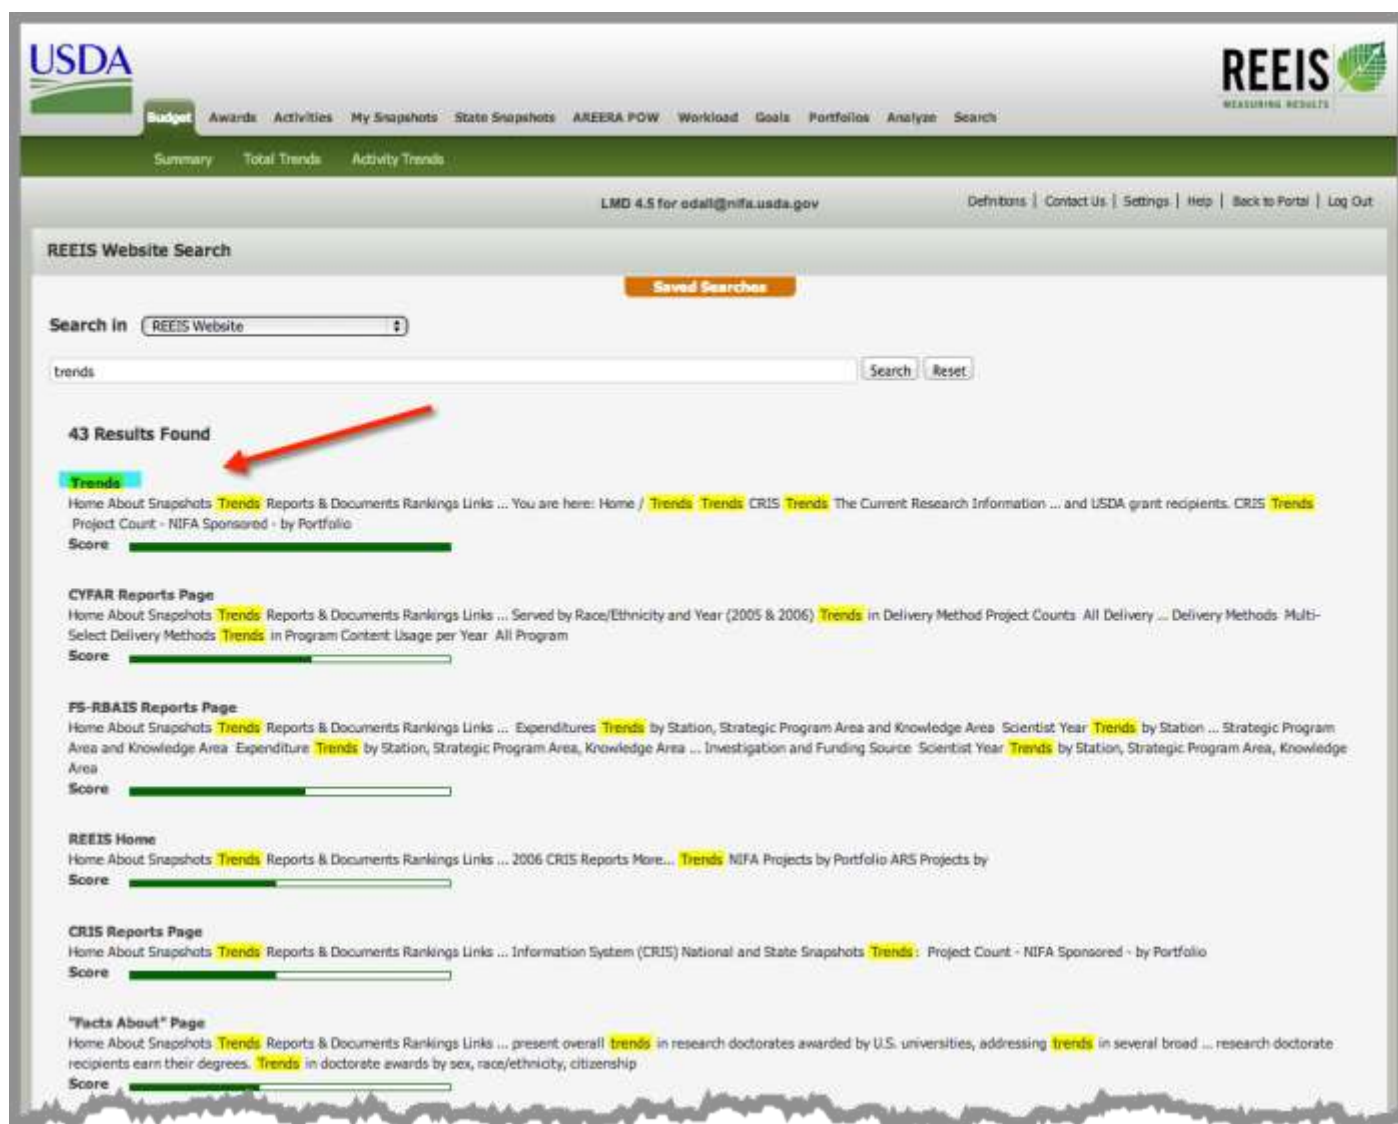 USDA
REEIS
MEASURING RESULTS
Budget Awards Activities My Snapshots State Snapshots AREERA POW Workload Goals Portfolios Analyze Search
Summary Total Trends Activity Trends
LMD 4.5 for odall@nifa.usda.gov Definitions | Contact Us | Settings | Help | Back to Portal | Log Out
REEIS Website Search
Saved Searches
Search in REEIS Website
trends Search Reset
43 Results Found
Trends
Home About Snapshots Trends Reports & Documents Rankings Links ... You are here: Home / Trends Trends CRIS Trends The Current Research Information ... and USDA grant recipients. CRIS Trends
Project Count - NIFA Sponsored - by Portfolio
Score
CYFAR Reports Page
Home About Snapshots Trends Reports & Documents Rankings Links ... Served by Race/Ethnicity and Year (2005 & 2006) Trends in Delivery Method Project Counts All Delivery ... Delivery Methods Multi-
Select Delivery Methods Trends in Program Content Usage per Year All Program
Score
FS-RBAIS Reports Page
Home About Snapshots Trends Reports & Documents Rankings Links ... Expenditures Trends by Station, Strategic Program Area and Knowledge Area Scientist Year Trends by Station ... Strategic Program
Area and Knowledge Area Expenditure Trends by Station, Strategic Program Area, Knowledge Area ... Investigation and Funding Source Scientist Year Trends by Station, Strategic Program Area, Knowledge
Area
Score
REEIS Home
Home About Snapshots Trends Reports & Documents Rankings Links ... 2006 CRIS Reports More... Trends NIFA Projects by Portfolio ARS Projects by
Score
CRIS Reports Page
Home About Snapshots Trends Reports & Documents Rankings Links ... Information System (CRIS) National and State Snapshots Trends: Project Count - NIFA Sponsored - by Portfolio
Score
"Facts About" Page
Home About Snapshots Trends Reports & Documents Rankings Links ... present overall trends in research doctorates awarded by U.S. universities, addressing trends in several broad ... research doctorate
recipients earn their degrees. Trends in doctorate awards by sex, race/ethnicity, citizenship
Score